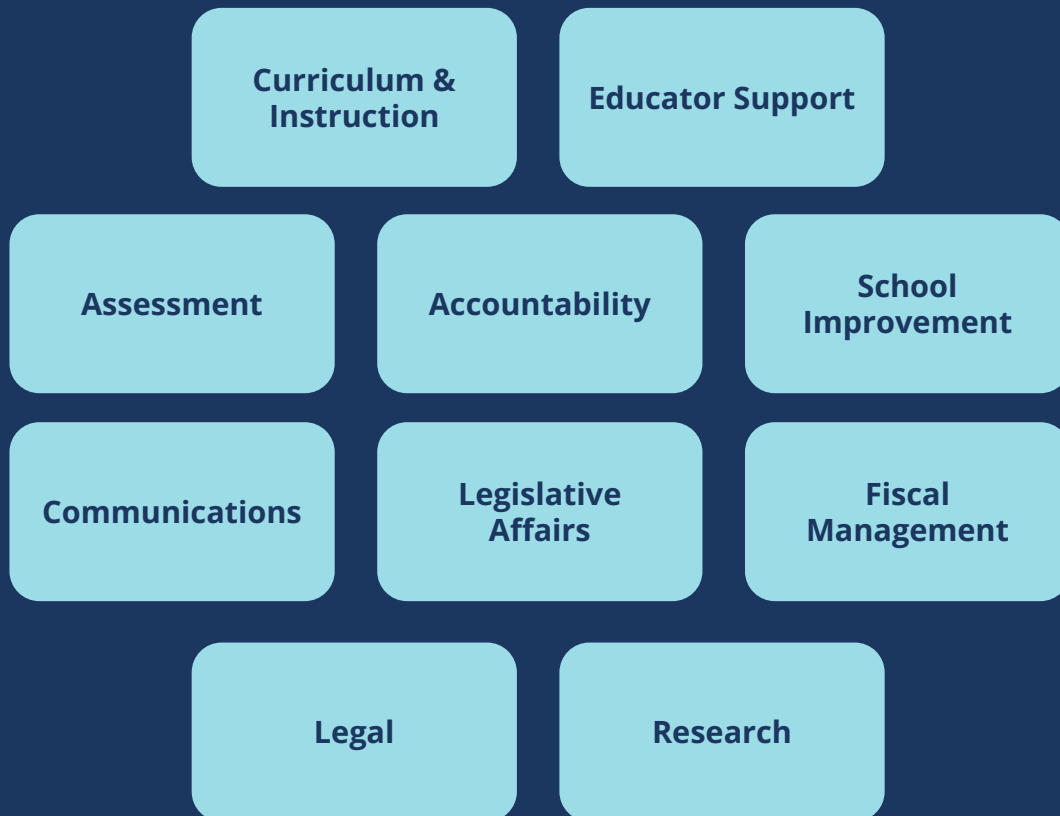 Curriculum &
Instruction
Educator Support
Assessment
Accountability
School
Improvement
Communications
Legislative
Affairs
Fiscal
Management
Legal
Research